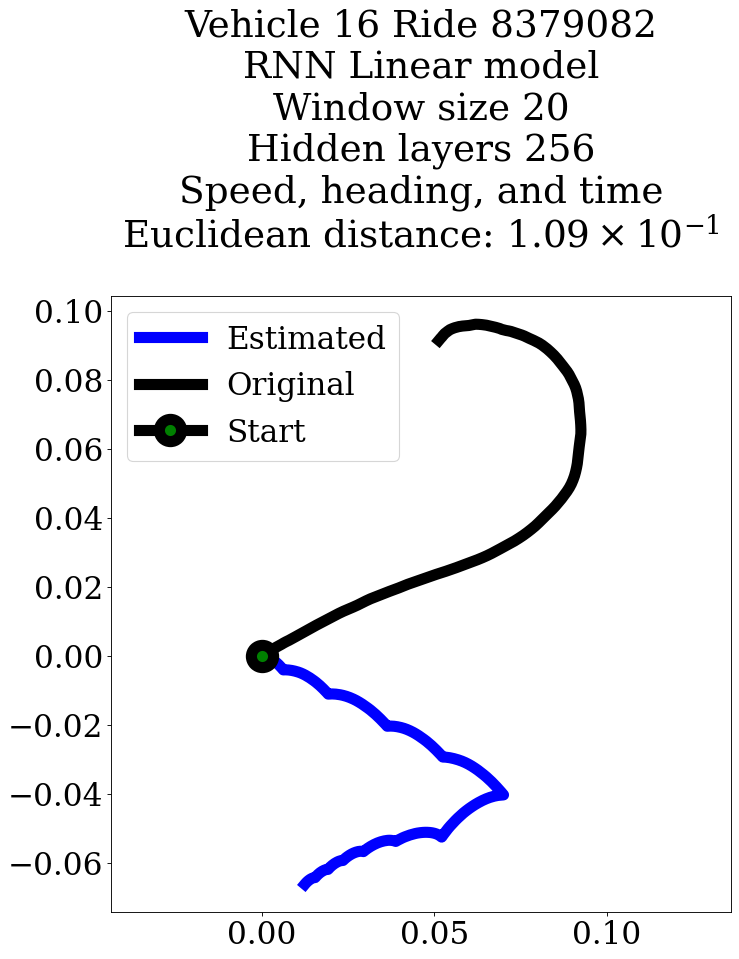 Vehicle 16 Ride 8379082
RNN Linear model
Window size 20
Hidden layers 256
Speed, heading, and time
Euclidean distance: 1.09 × 10⁻¹
Estimated
Original
Start
0.10
0.08
0.06
0.04
0.02
0.00
−0.02
−0.04
−0.06
0.00 0.05 0.10